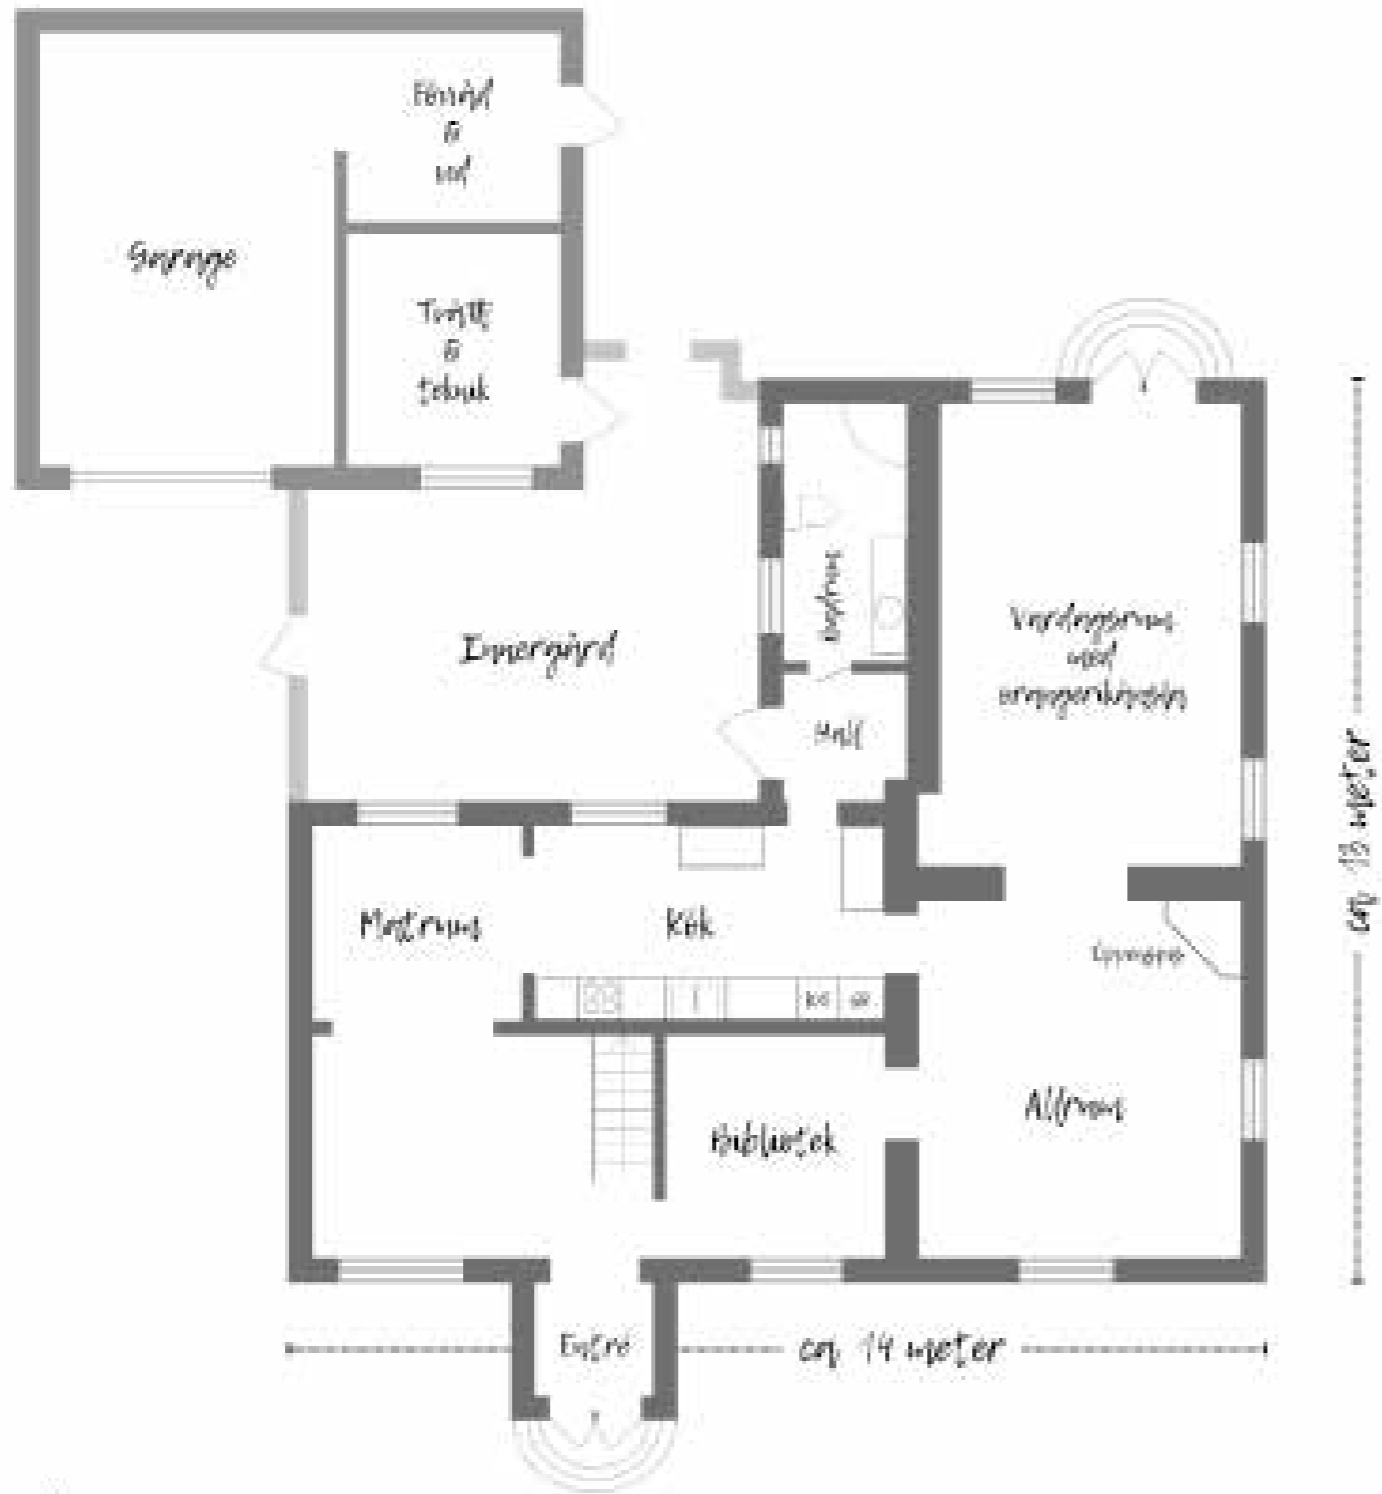 Förråd
&
ved
Garage
Tvätt
&
teknik
Innergård
Badrum
Hall
Vardagsrum
med
orangerikänsla
ca 13 meter
Matrum
Kök
Allrum
Bibliotek
Entré
ca 14 meter